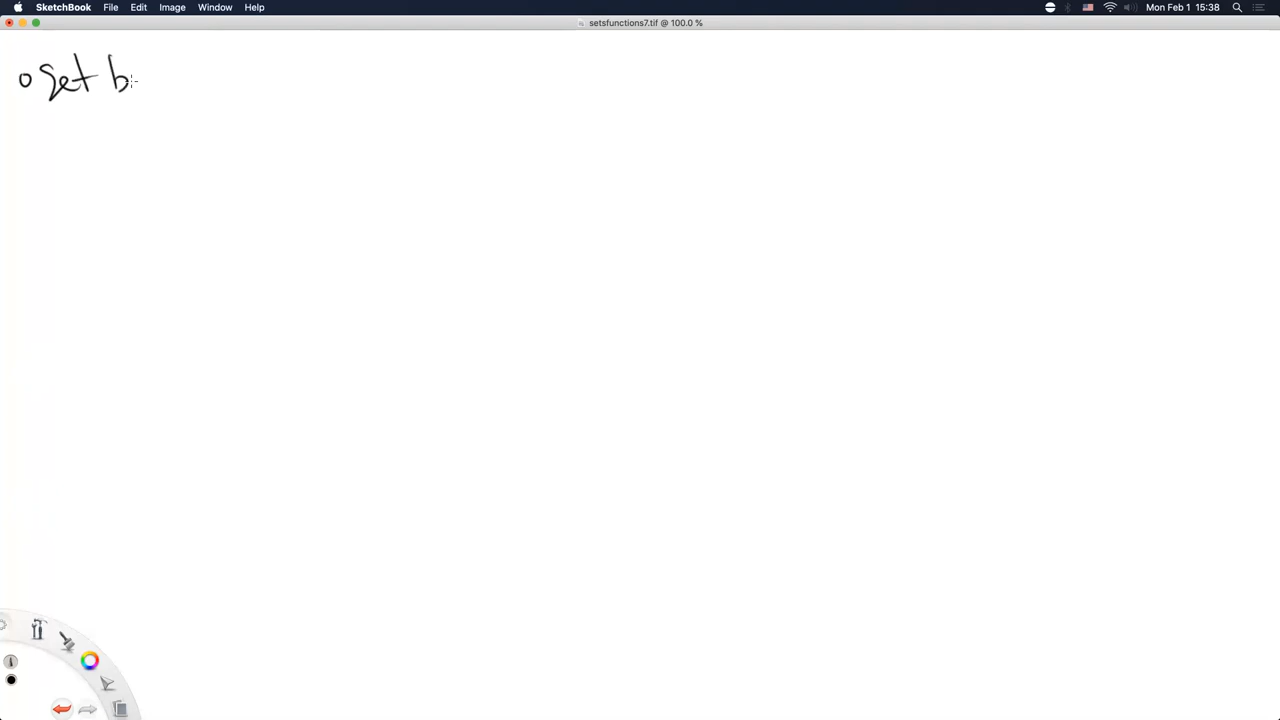 SketchBook File Edit Image Window Help Mon Feb 1 15:38
setsfunctions7.tif @ 100.0 %
o set b